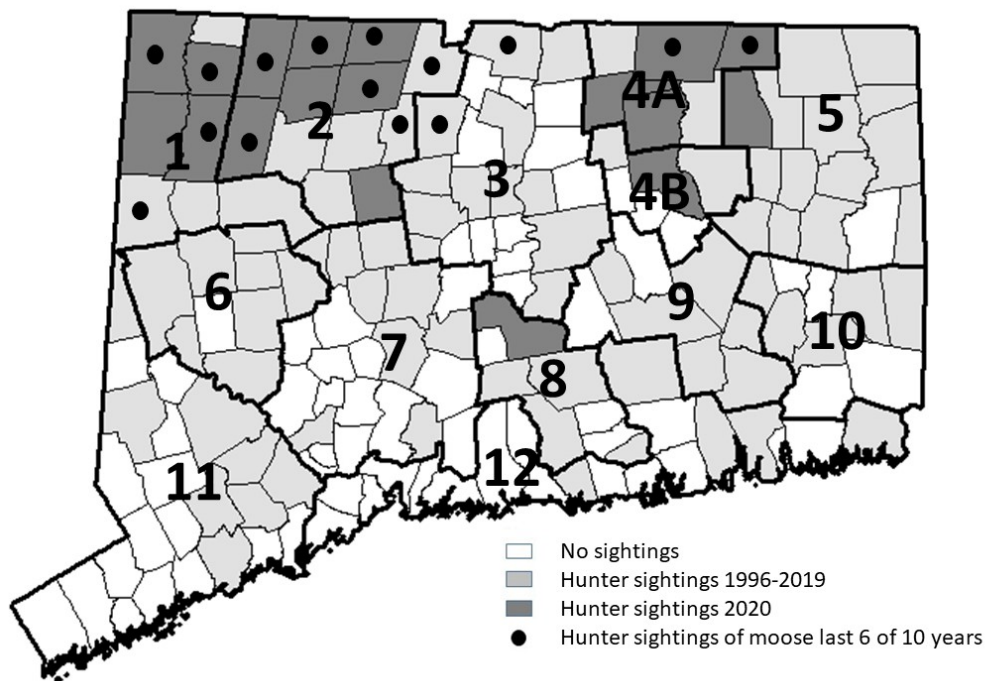 4A
5
2
1
3
4B
6
9
10
7
8
11
12
No sightings
Hunter sightings 1996-2019
Hunter sightings 2020
Hunter sightings of moose last 6 of 10 years